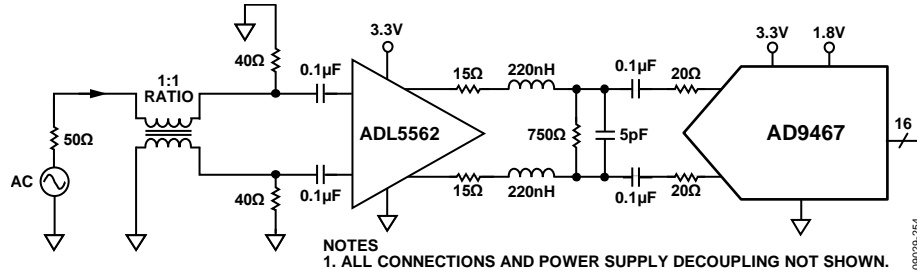 3.3V
3.3V
1.8V
40Ω
0.1µF
15Ω
220nH
0.1µF
20Ω
1:1
RATIO
50Ω
ADL5562
750Ω
5pF
AD9467
16
AC
40Ω
0.1µF
15Ω
220nH
0.1µF
20Ω
NOTES
1. ALL CONNECTIONS AND POWER SUPPLY DECOUPLING NOT SHOWN.
09929-254